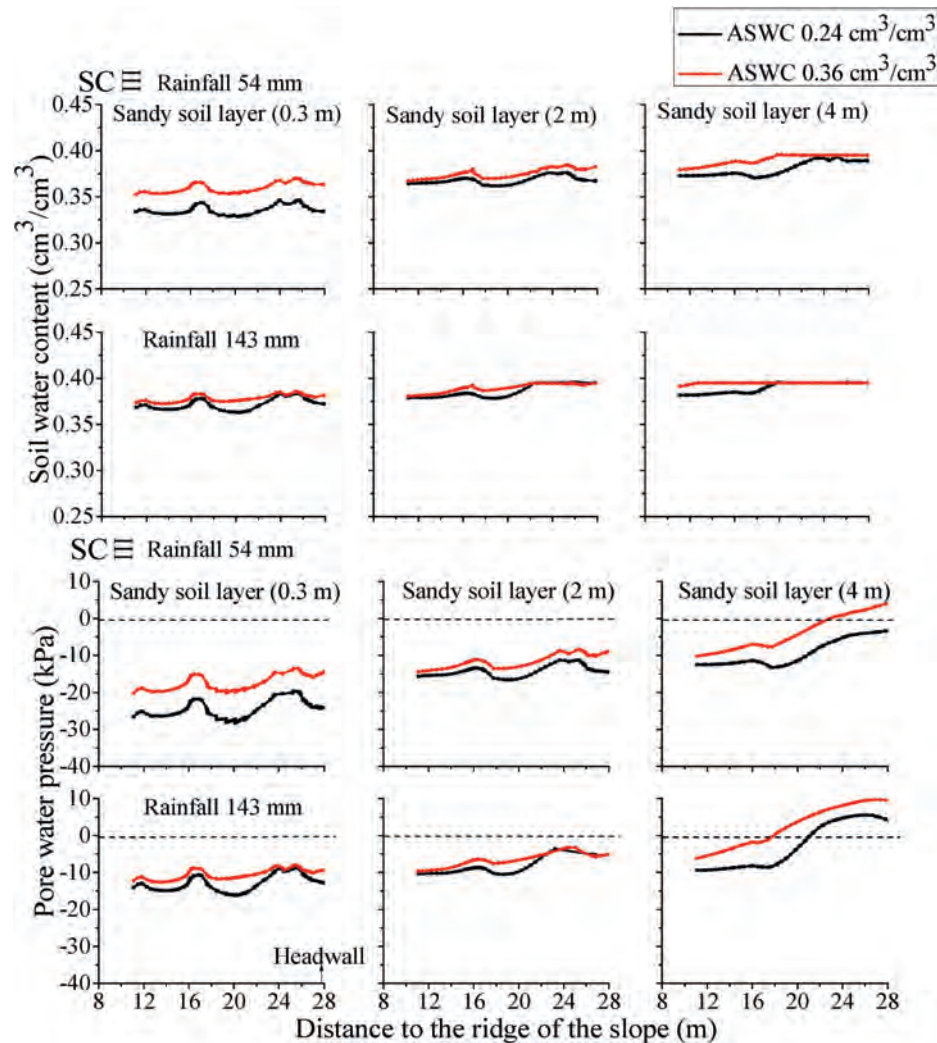 ASWC 0.24 cm³/cm³
ASWC 0.36 cm³/cm³
SC Ⅲ Rainfall 54 mm
Sandy soil layer (0.3 m)
Sandy soil layer (2 m)
Sandy soil layer (4 m)
0.45
0.40
0.35
0.30
0.25
Rainfall 143 mm
0.45
0.40
0.35
0.30
0.25
Soil water content (cm³/cm³)
SC Ⅲ Rainfall 54 mm
Sandy soil layer (0.3 m)
Sandy soil layer (2 m)
Sandy soil layer (4 m)
10
0
-10
-20
-30
-40
Rainfall 143 mm
10
0
-10
-20
-30
-40
Pore water pressure (kPa)
Headwall
8 12 16 20 24 28
8 12 16 20 24 28
8 12 16 20 24 28
Distance to the ridge of the slope (m)